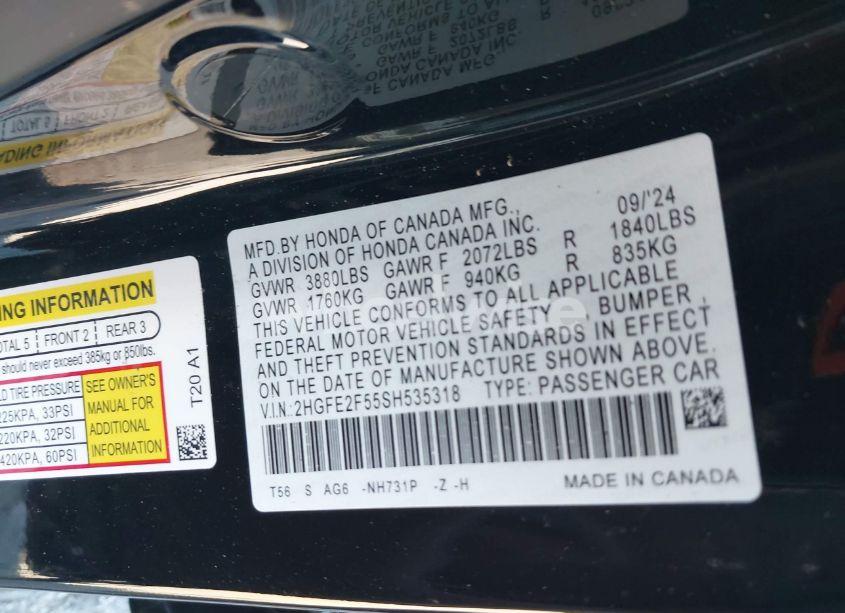 MFD.BY HONDA OF CANADA MFG., 09/'24
A DIVISION OF HONDA CANADA INC.
GVWR 3880LBS GAWR F 2072LBS R 1840LBS
GVWR 1760KG GAWR F 940KG R 835KG
THIS VEHICLE CONFORMS TO ALL APPLICABLE
FEDERAL MOTOR VEHICLE SAFETY, BUMPER,
AND THEFT PREVENTION STANDARDS IN EFFECT
ON THE DATE OF MANUFACTURE SHOWN ABOVE.
V.I.N.:2HGFE2F55SH535318 TYPE: PASSENGER CAR
T56 S AG6 -NH731P -Z -H
MADE IN CANADA
INFORMATION
TOTAL 5 FRONT 2 REAR 3
should never exceed 385kg or 850lbs.
TIRE PRESSURE
225KPA, 33PSI
220KPA, 32PSI
420KPA, 60PSI
SEE OWNER'S
MANUAL FOR
ADDITIONAL
INFORMATION
T20 A1